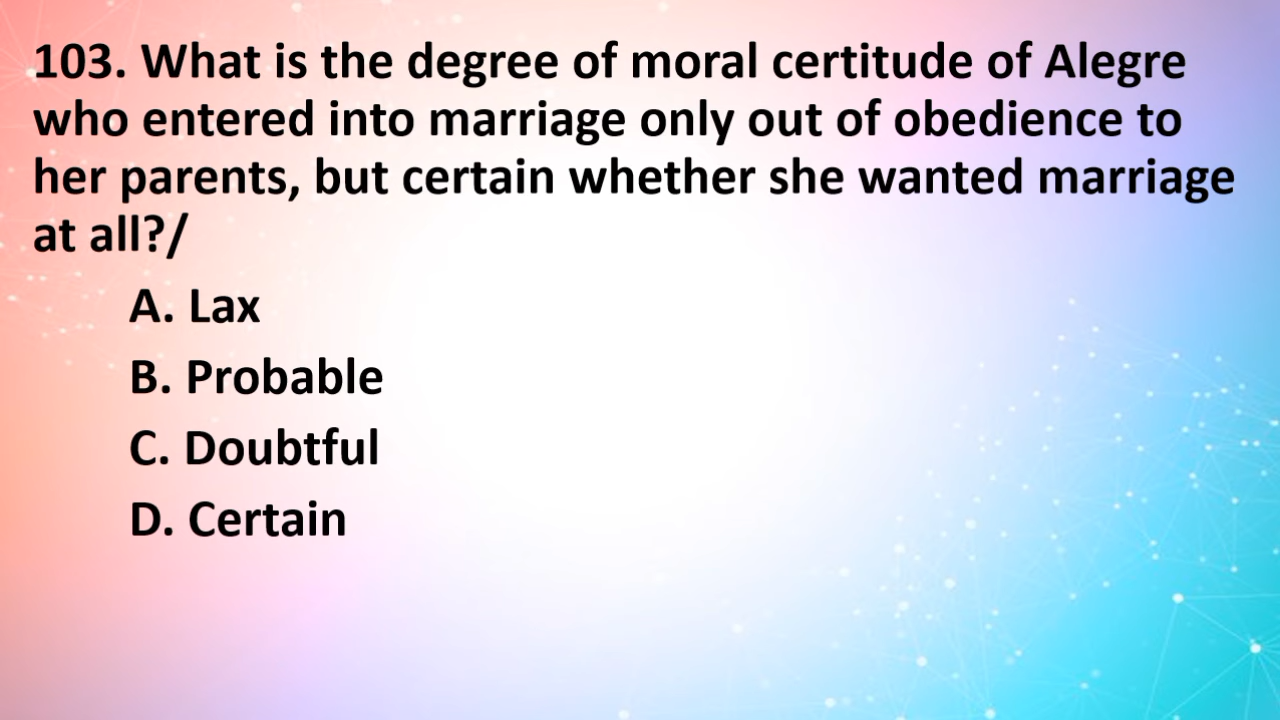 103. What is the degree of moral certitude of Alegre
who entered into marriage only out of obedience to
her parents, but certain whether she wanted marriage
at all?/
A. Lax
B. Probable
C. Doubtful
D. Certain